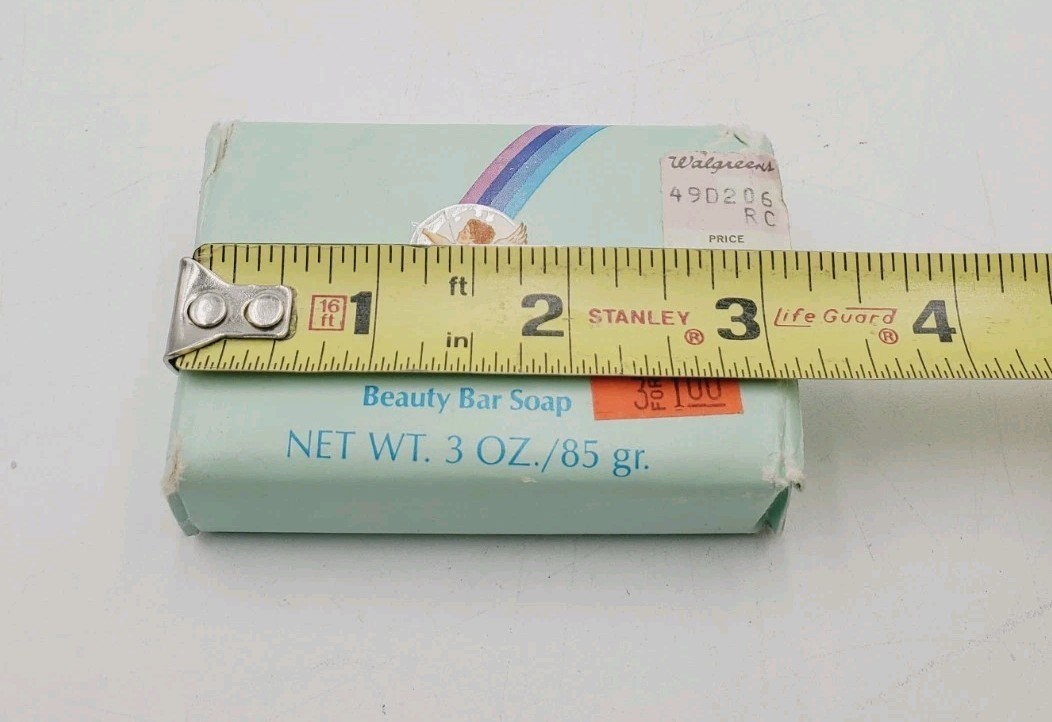 Walgreens
49D206
RC
PRICE
16
ft
1
ft
in
2
STANLEY®
3
Life Guard®
4
3 FOR 1.00
Beauty Bar Soap
NET WT. 3 OZ./85 gr.